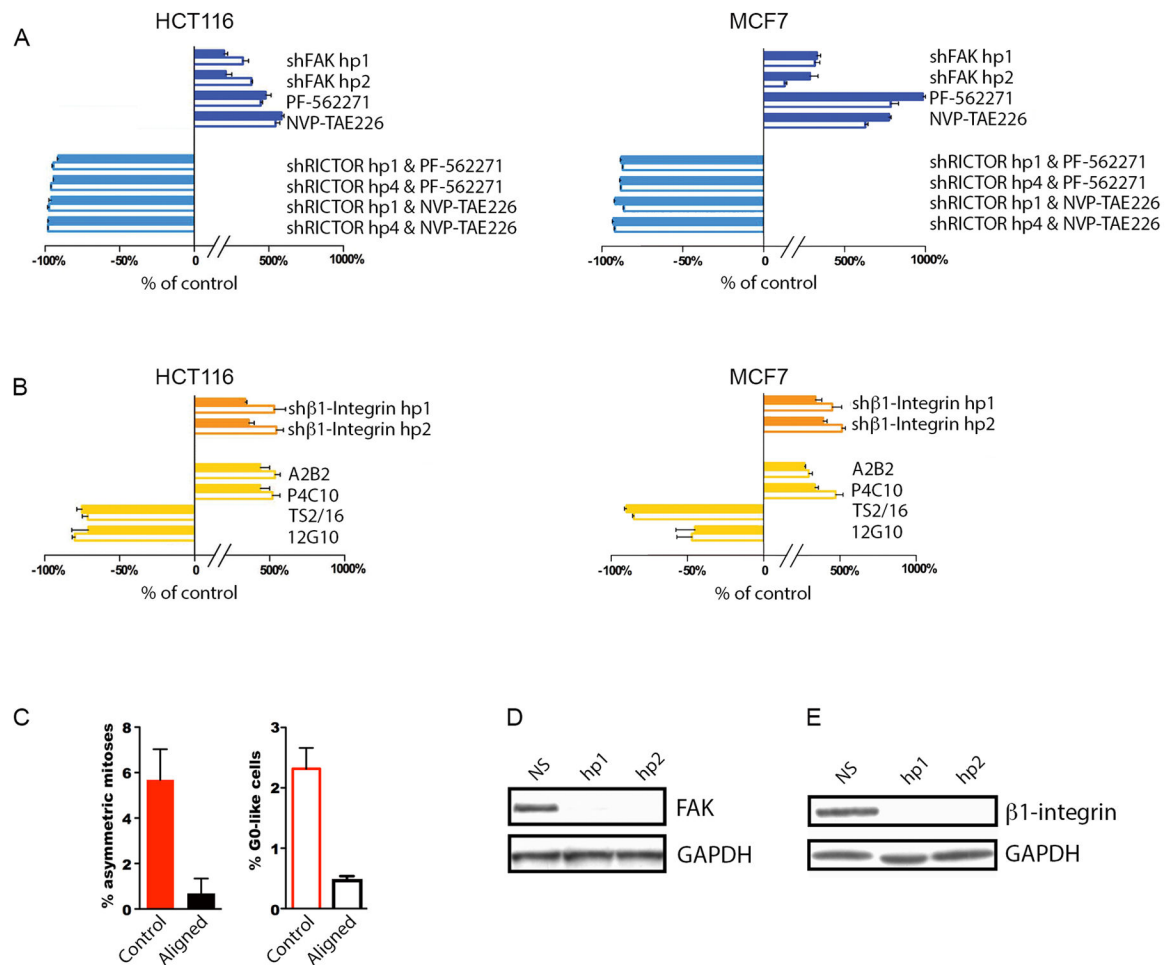 A
HCT116
shFAK hp1
shFAK hp2
PF-562271
NVP-TAE226
shRICTOR hp1 & PF-562271
shRICTOR hp4 & PF-562271
shRICTOR hp1 & NVP-TAE226
shRICTOR hp4 & NVP-TAE226
-100% -50% 0 500% 1000%
% of control
MCF7
shFAK hp1
shFAK hp2
PF-562271
NVP-TAE226
shRICTOR hp1 & PF-562271
shRICTOR hp4 & PF-562271
shRICTOR hp1 & NVP-TAE226
shRICTOR hp4 & NVP-TAE226
-100% -50% 0 500% 1000%
% of control
B
HCT116
shβ1-Integrin hp1
shβ1-Integrin hp2
A2B2
P4C10
TS2/16
12G10
-100% -50% 0 500% 1000%
% of control
MCF7
shβ1-Integrin hp1
shβ1-Integrin hp2
A2B2
P4C10
TS2/16
12G10
-100% -50% 0 500% 1000%
% of control
C
% asymmetric mitoses
8
6
4
2
0
Control Aligned
% G0-like cells
3
2
1
0
Control Aligned
D
NS hp1 hp2
FAK
GAPDH
E
NS hp1 hp2
β1-integrin
GAPDH